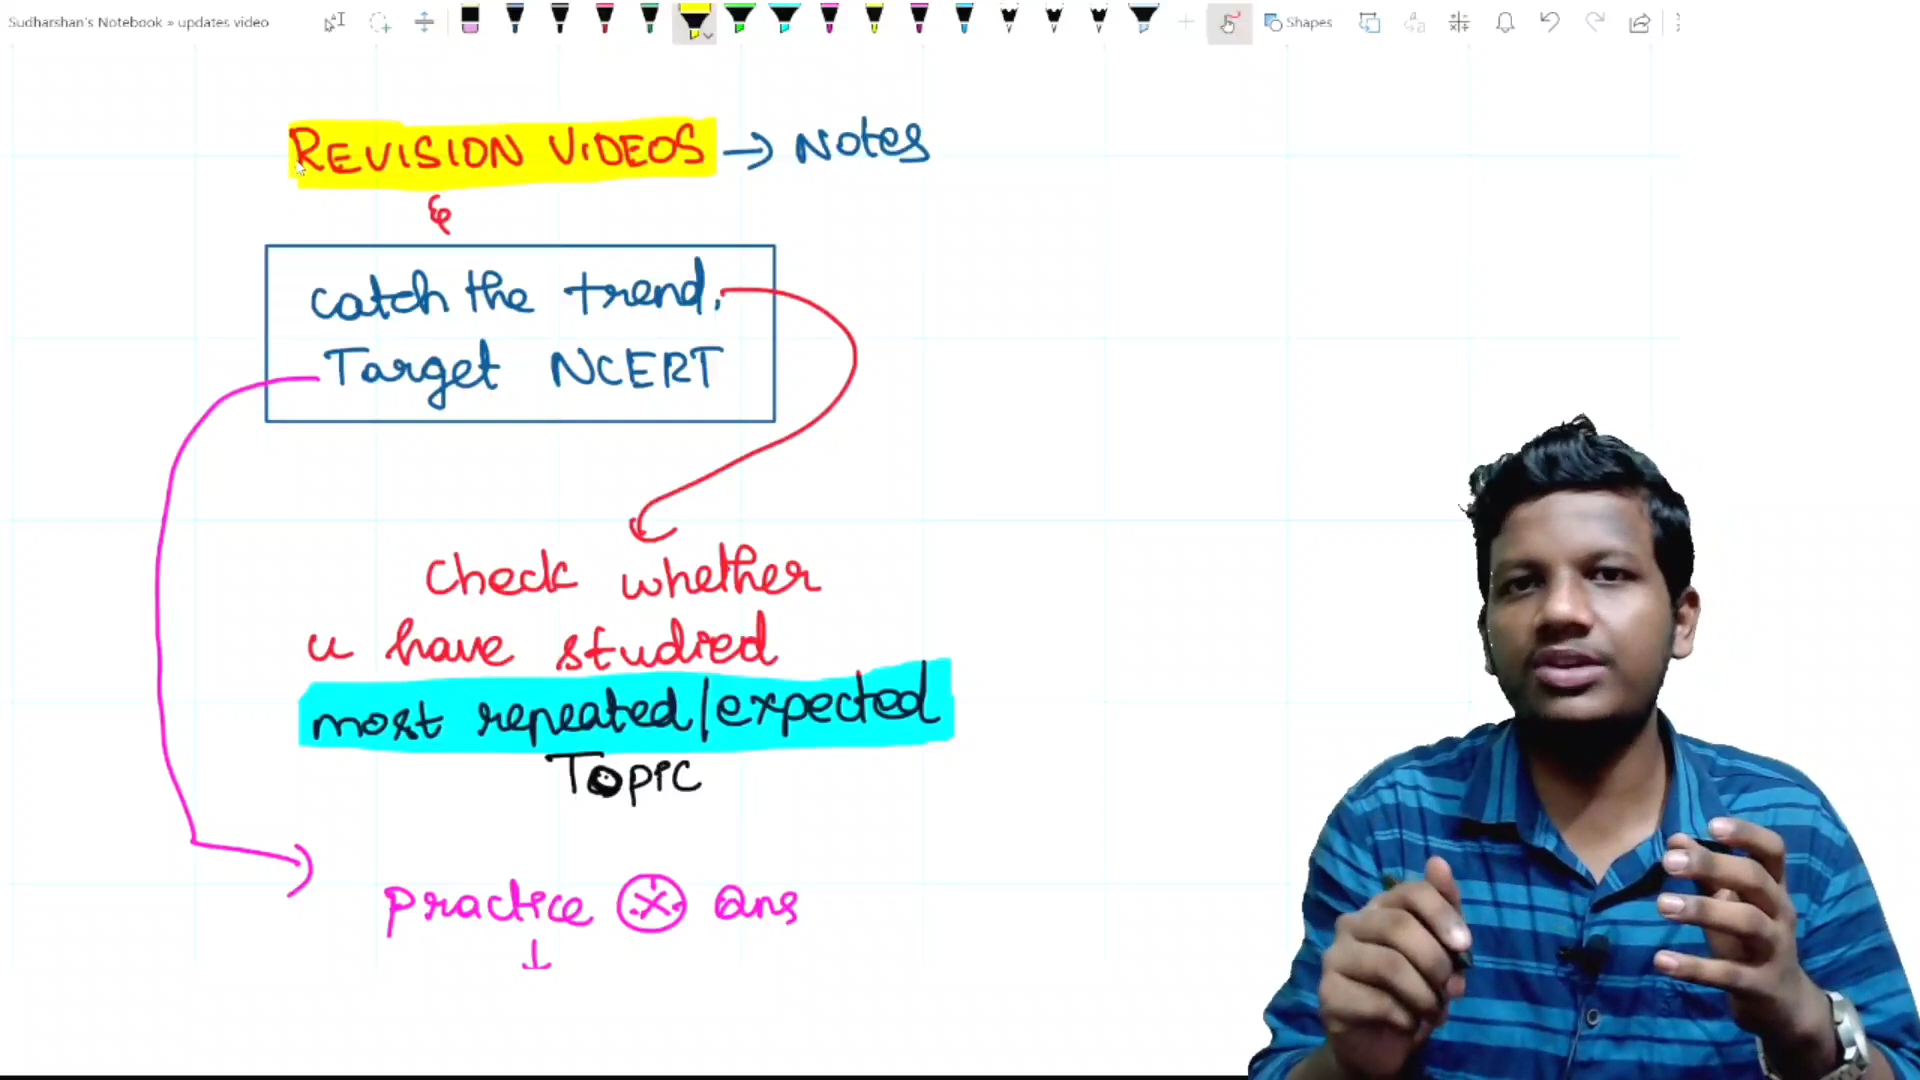 Sudharshan's Notebook » updates video
Shapes
REVISION ViDEOS → Notes
&
catch the trend.
Target NCERT
Check whether
u have studied
most repeated/expected
Topic
practice * ans